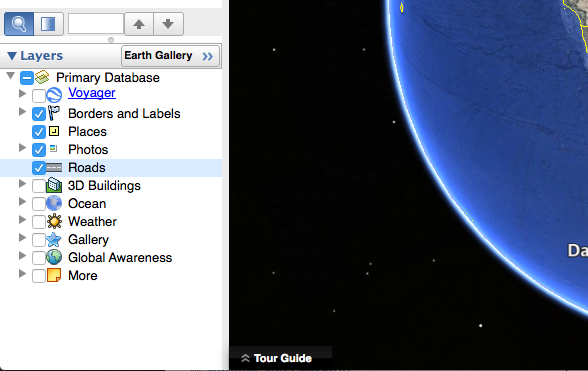 Layers
Earth Gallery »
Primary Database
Voyager
Borders and Labels
Places
Photos
Roads
3D Buildings
Ocean
Weather
Gallery
Global Awareness
More
Da
Tour Guide